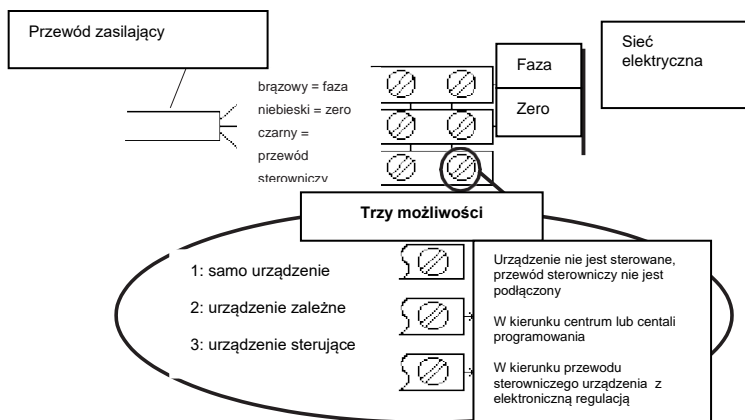 Przewód zasilający
brązowy = faza
niebieski = zero
czarny =
przewód
sterowniczy
Faza
Zero
Sieć
elektryczna
Trzy możliwości
1: samo urządzenie
2: urządzenie zależne
3: urządzenie sterujące
Urządzenie nie jest sterowane,
przewód sterowniczy nie jest
podłączony
W kierunku centrum lub centali
programowania
W kierunku przewodu
sterowniczego urządzenia z
elektroniczną regulacją